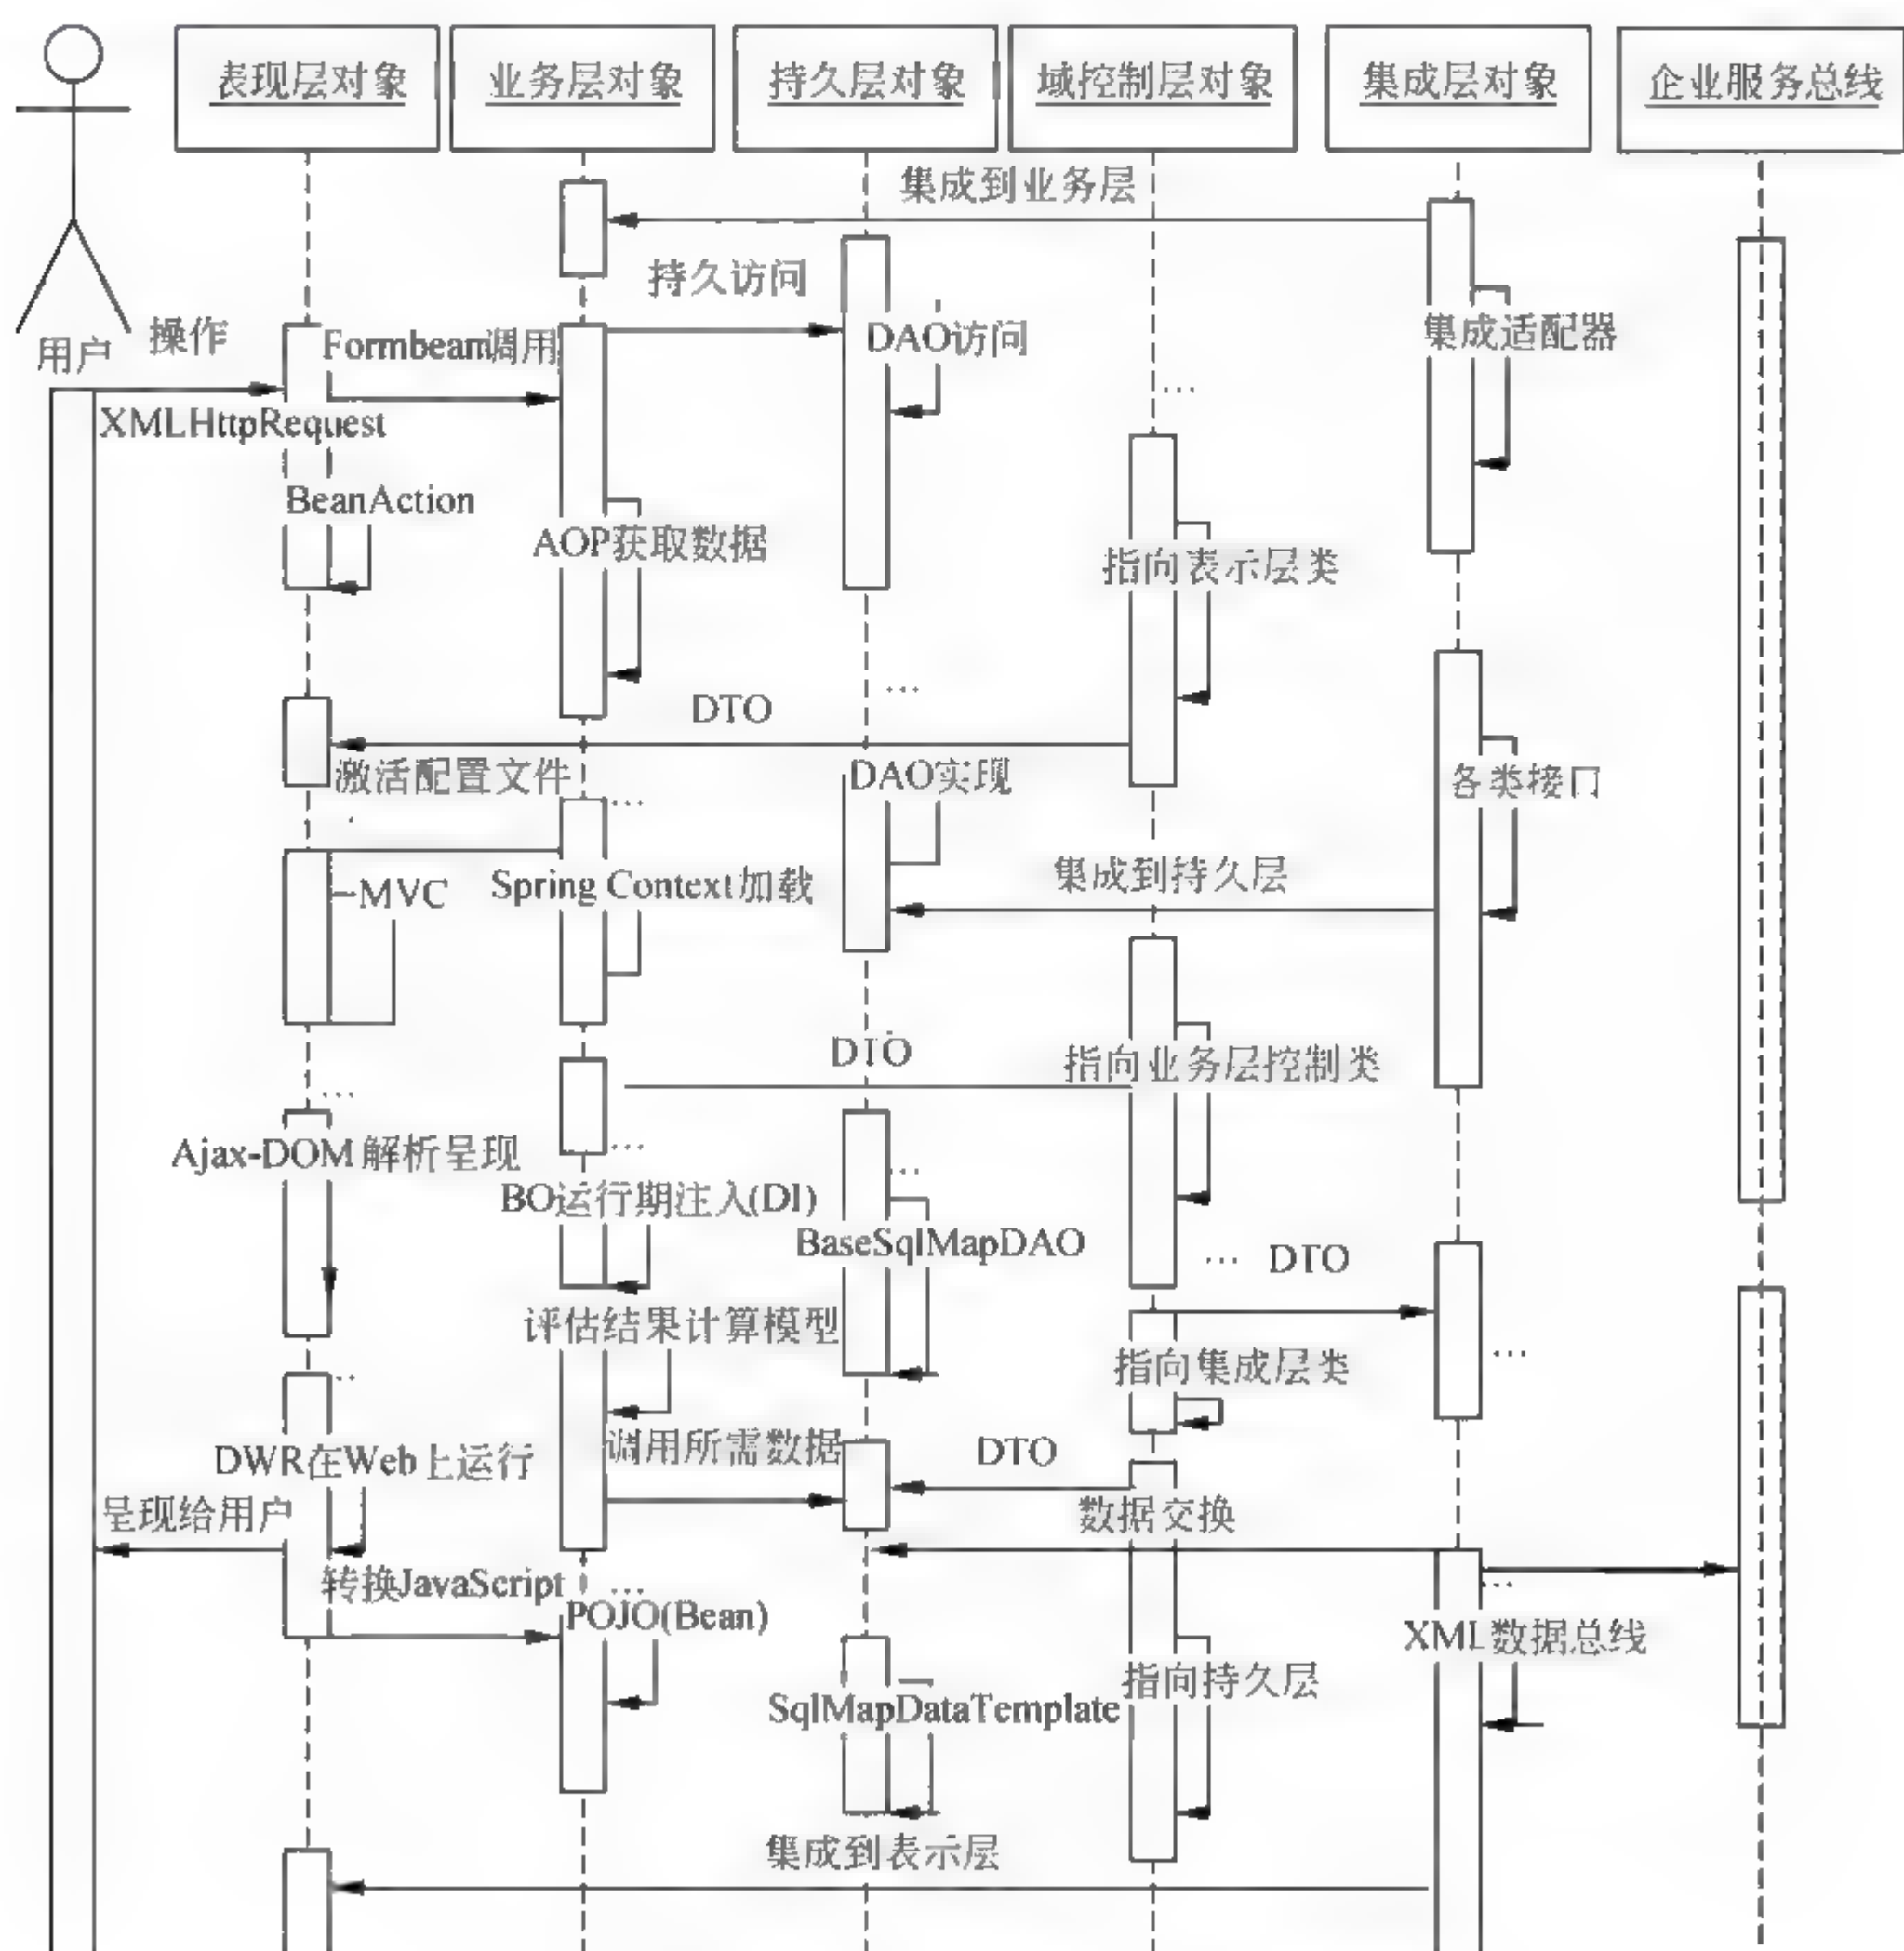 表现层对象
业务层对象
持久层对象
域控制层对象
集成层对象
企业服务总线
集成到业务层
持久访问
用户
操作
Formbeam调用
DAO访问
集成适配器
...
XMLHttpRequest
BeanAction
AOP获取数据
指向表示层类
...
DTO
激活配置文件
...
DAO实现
各类接口
-MVC
Spring Context加载
集成到持久层
DTO
指向业务层控制类
...
Ajax-DOM解析呈现
...
...
BO运行期注入(DI)
BaseSqlMapDAO
... DTO
评估结果计算模型
指向集成层类
...
...
DWR在Web上运行
调用所需数据
DTO
呈现给用户
数据交换
转换JavaScript
...
...
POJO(Bean)
XML数据总线
指向持久层
SqlMapDataTemplate
集成到表示层